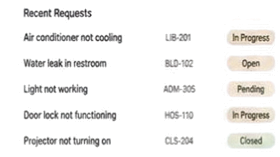 Recent Requests
Air conditioner not cooling LIB-201 In Progress
Water leak in restroom BLD-102 Open
Light not working ADM-305 Pending
Door lock not functioning HOS-110 In Progress
Projector not turning on CLS-204 Closed